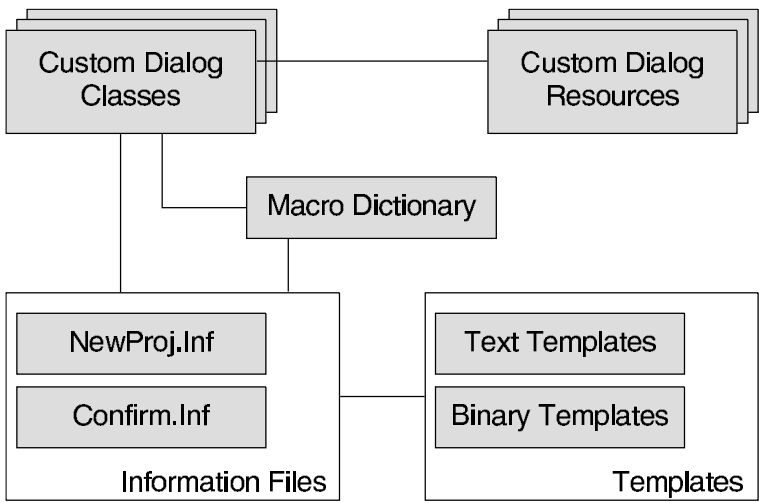 Custom Dialog
Classes
Custom Dialog
Resources
Macro Dictionary
NewProj.Inf
Confirm.Inf
Information Files
Text Templates
Binary Templates
Templates